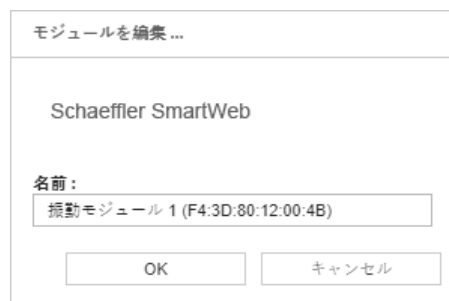 モジュールを編集 ...
Schaeffler SmartWeb
名前 :
振動モジュール 1 (F4:3D:80:12:00:4B)
OK
キャンセル